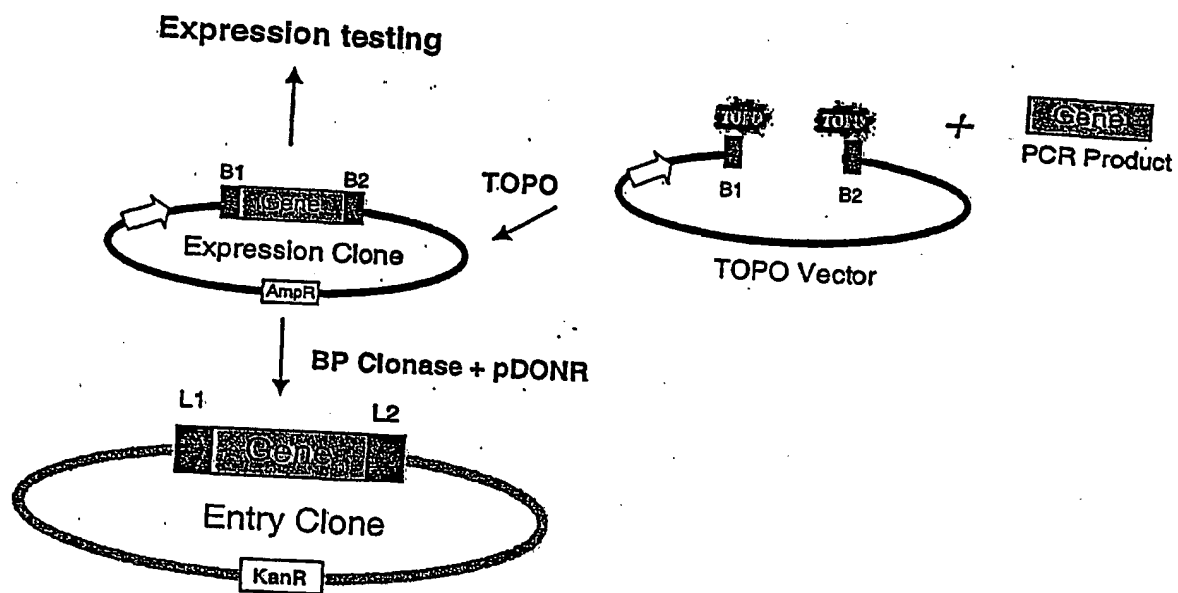 Expression testing
TOPO
TOPO
+
Gene
PCR Product
B1
B2
TOPO Vector
TOPO
B1
B2
Gene
Expression Clone
AmpR
BP Clonase + pDONR
L1
L2
Gene
Entry Clone
KanR